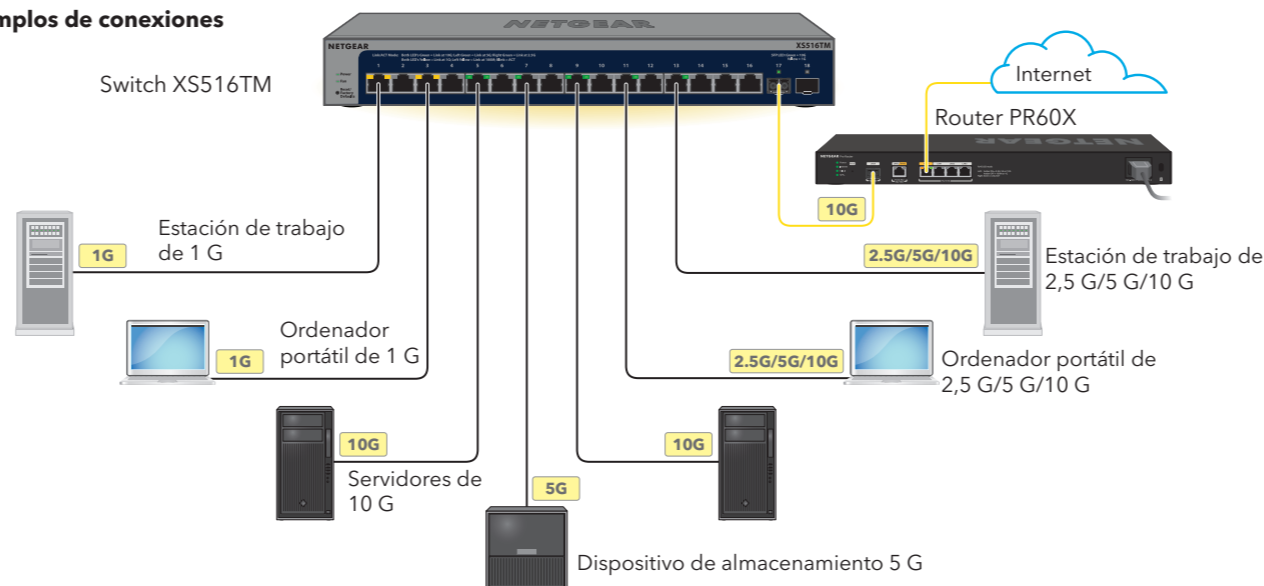 mplos de conexiones
NETGEAR
NETGEAR
XS516TM
Switch XS516TM
1 2 3 4 5 6 7 8 9 10 11 12 13 14 15 16 17 18
Internet
Router PR60X
NETGEAR
NETGEAR
10G
Estación de trabajo
de 1 G
1G
2.5G/5G/10G
Estación de trabajo de
2,5 G/5 G/10 G
Ordenador
portátil de 1 G
1G
2.5G/5G/10G
Ordenador portátil de
2,5 G/5 G/10 G
10G
10G
Servidores de
10 G
5G
Dispositivo de almacenamiento 5 G